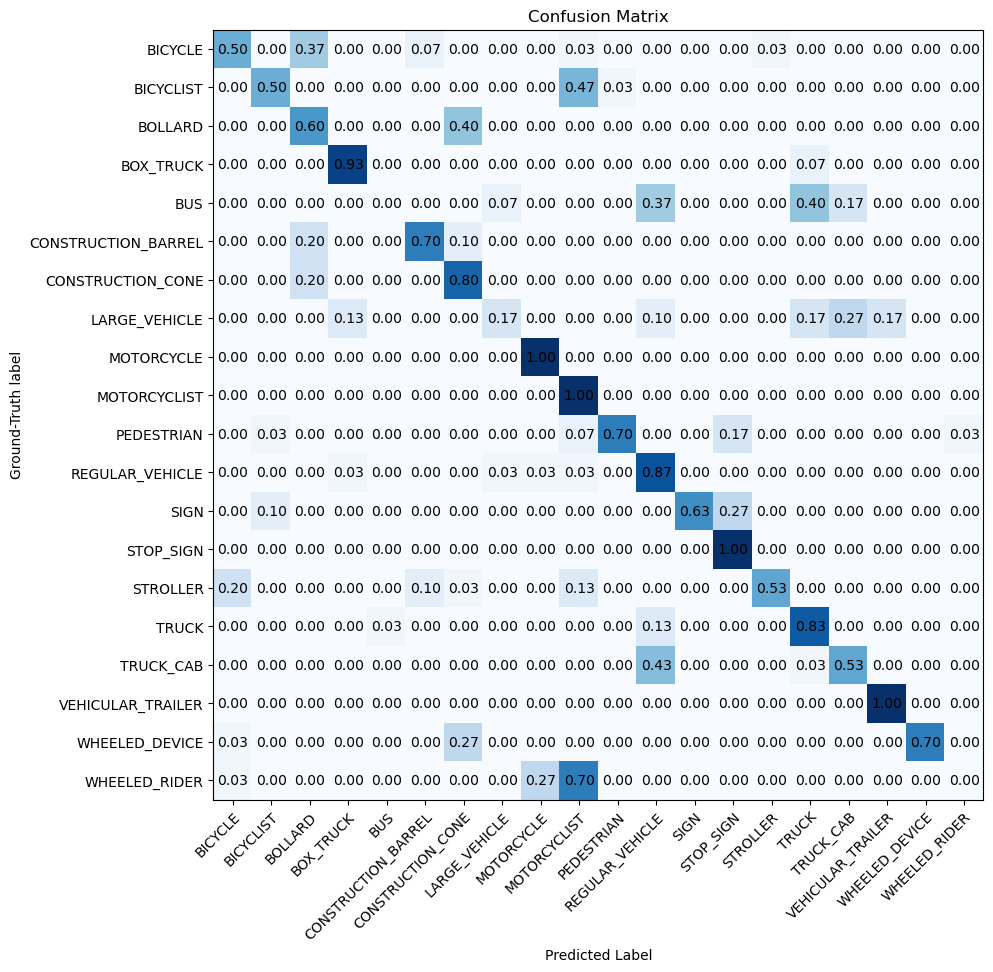 Confusion Matrix
BICYCLE 0.50 0.00 0.37 0.00 0.00 0.07 0.00 0.00 0.00 0.03 0.00 0.00 0.00 0.00 0.03 0.00 0.00 0.00 0.00 0.00
BICYCLIST 0.00 0.50 0.00 0.00 0.00 0.00 0.00 0.00 0.00 0.47 0.03 0.00 0.00 0.00 0.00 0.00 0.00 0.00 0.00 0.00
BOLLARD 0.00 0.00 0.60 0.00 0.00 0.00 0.40 0.00 0.00 0.00 0.00 0.00 0.00 0.00 0.00 0.00 0.00 0.00 0.00 0.00
BOX_TRUCK 0.00 0.00 0.00 0.93 0.00 0.00 0.00 0.00 0.00 0.00 0.00 0.00 0.00 0.00 0.00 0.07 0.00 0.00 0.00 0.00
BUS 0.00 0.00 0.00 0.00 0.00 0.00 0.00 0.07 0.00 0.00 0.00 0.37 0.00 0.00 0.00 0.40 0.17 0.00 0.00 0.00
CONSTRUCTION_BARREL 0.00 0.00 0.20 0.00 0.00 0.70 0.10 0.00 0.00 0.00 0.00 0.00 0.00 0.00 0.00 0.00 0.00 0.00 0.00 0.00
CONSTRUCTION_CONE 0.00 0.00 0.20 0.00 0.00 0.00 0.80 0.00 0.00 0.00 0.00 0.00 0.00 0.00 0.00 0.00 0.00 0.00 0.00 0.00
LARGE_VEHICLE 0.00 0.00 0.00 0.13 0.00 0.00 0.00 0.17 0.00 0.00 0.00 0.10 0.00 0.00 0.00 0.17 0.27 0.17 0.00 0.00
MOTORCYCLE 0.00 0.00 0.00 0.00 0.00 0.00 0.00 0.00 1.00 0.00 0.00 0.00 0.00 0.00 0.00 0.00 0.00 0.00 0.00 0.00
MOTORCYCLIST 0.00 0.00 0.00 0.00 0.00 0.00 0.00 0.00 0.00 1.00 0.00 0.00 0.00 0.00 0.00 0.00 0.00 0.00 0.00 0.00
PEDESTRIAN 0.00 0.03 0.00 0.00 0.00 0.00 0.00 0.00 0.00 0.07 0.70 0.00 0.00 0.17 0.00 0.00 0.00 0.00 0.00 0.03
REGULAR_VEHICLE 0.00 0.00 0.00 0.03 0.00 0.00 0.00 0.03 0.03 0.03 0.00 0.87 0.00 0.00 0.00 0.00 0.00 0.00 0.00 0.00
SIGN 0.00 0.10 0.00 0.00 0.00 0.00 0.00 0.00 0.00 0.00 0.00 0.00 0.63 0.27 0.00 0.00 0.00 0.00 0.00 0.00
STOP_SIGN 0.00 0.00 0.00 0.00 0.00 0.00 0.00 0.00 0.00 0.00 0.00 0.00 0.00 1.00 0.00 0.00 0.00 0.00 0.00 0.00
STROLLER 0.20 0.00 0.00 0.00 0.00 0.10 0.03 0.00 0.00 0.13 0.00 0.00 0.00 0.00 0.53 0.00 0.00 0.00 0.00 0.00
TRUCK 0.00 0.00 0.00 0.00 0.03 0.00 0.00 0.00 0.00 0.00 0.00 0.13 0.00 0.00 0.00 0.83 0.00 0.00 0.00 0.00
TRUCK_CAB 0.00 0.00 0.00 0.00 0.00 0.00 0.00 0.00 0.00 0.00 0.00 0.43 0.00 0.00 0.00 0.03 0.53 0.00 0.00 0.00
VEHICULAR_TRAILER 0.00 0.00 0.00 0.00 0.00 0.00 0.00 0.00 0.00 0.00 0.00 0.00 0.00 0.00 0.00 0.00 0.00 1.00 0.00 0.00
WHEELED_DEVICE 0.03 0.00 0.00 0.00 0.00 0.00 0.27 0.00 0.00 0.00 0.00 0.00 0.00 0.00 0.00 0.00 0.00 0.00 0.70 0.00
WHEELED_RIDER 0.03 0.00 0.00 0.00 0.00 0.00 0.00 0.00 0.27 0.70 0.00 0.00 0.00 0.00 0.00 0.00 0.00 0.00 0.00 0.00
Ground-Truth label
BICYCLE
BICYCLIST
BOLLARD
BOX_TRUCK
BUS
CONSTRUCTION_BARREL
CONSTRUCTION_CONE
LARGE_VEHICLE
MOTORCYCLE
MOTORCYCLIST
PEDESTRIAN
REGULAR_VEHICLE
SIGN
STOP_SIGN
STROLLER
TRUCK
TRUCK_CAB
VEHICULAR_TRAILER
WHEELED_DEVICE
WHEELED_RIDER
Predicted Label